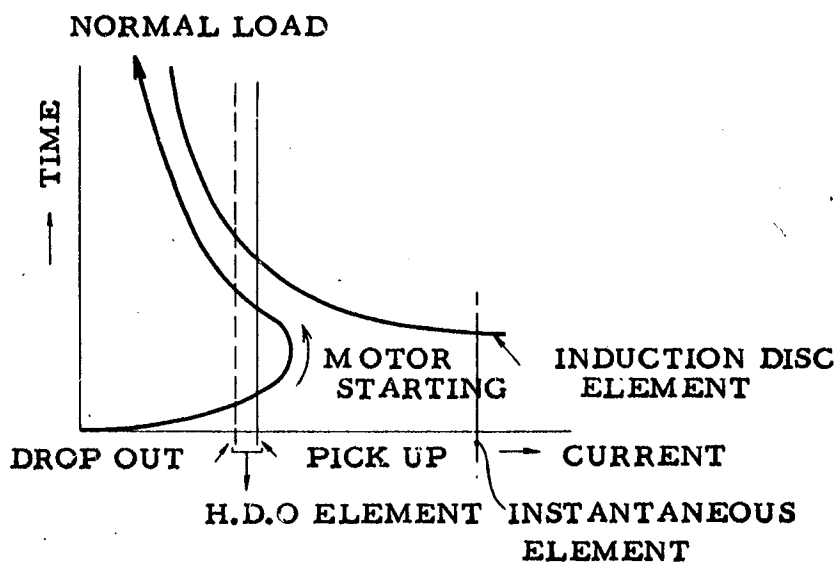 NORMAL LOAD
TIME
MOTOR
STARTING
INDUCTION DISC
ELEMENT
DROP OUT
PICK UP
CURRENT
H.D.O ELEMENT
INSTANTANEOUS
ELEMENT